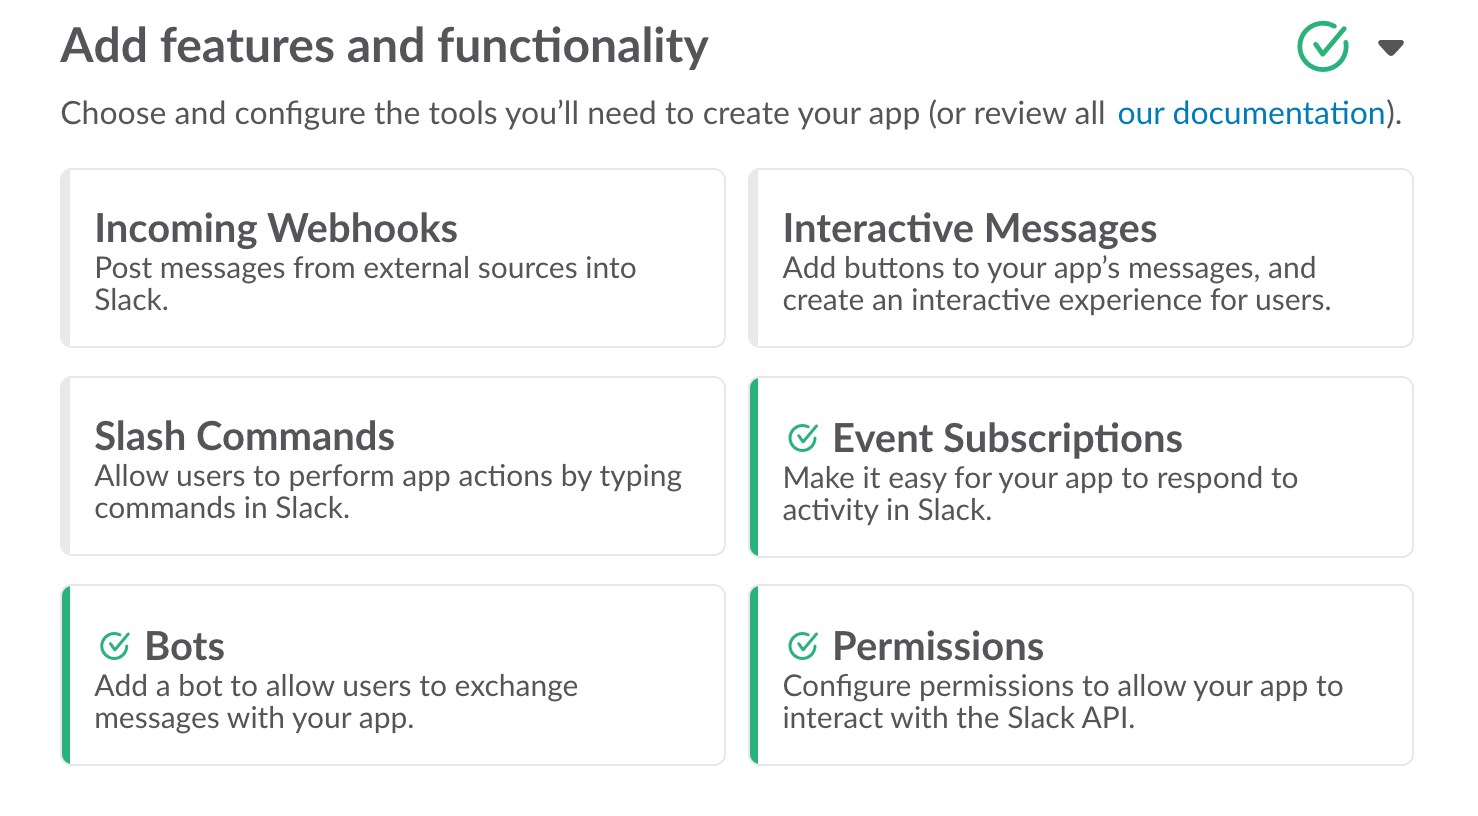 Add features and functionality
Choose and configure the tools you’ll need to create your app (or review all our documentation).
Incoming Webhooks
Post messages from external sources into
Slack.
Interactive Messages
Add buttons to your app’s messages, and
create an interactive experience for users.
Slash Commands
Allow users to perform app actions by typing
commands in Slack.
Event Subscriptions
Make it easy for your app to respond to
activity in Slack.
Bots
Add a bot to allow users to exchange
messages with your app.
Permissions
Configure permissions to allow your app to
interact with the Slack API.